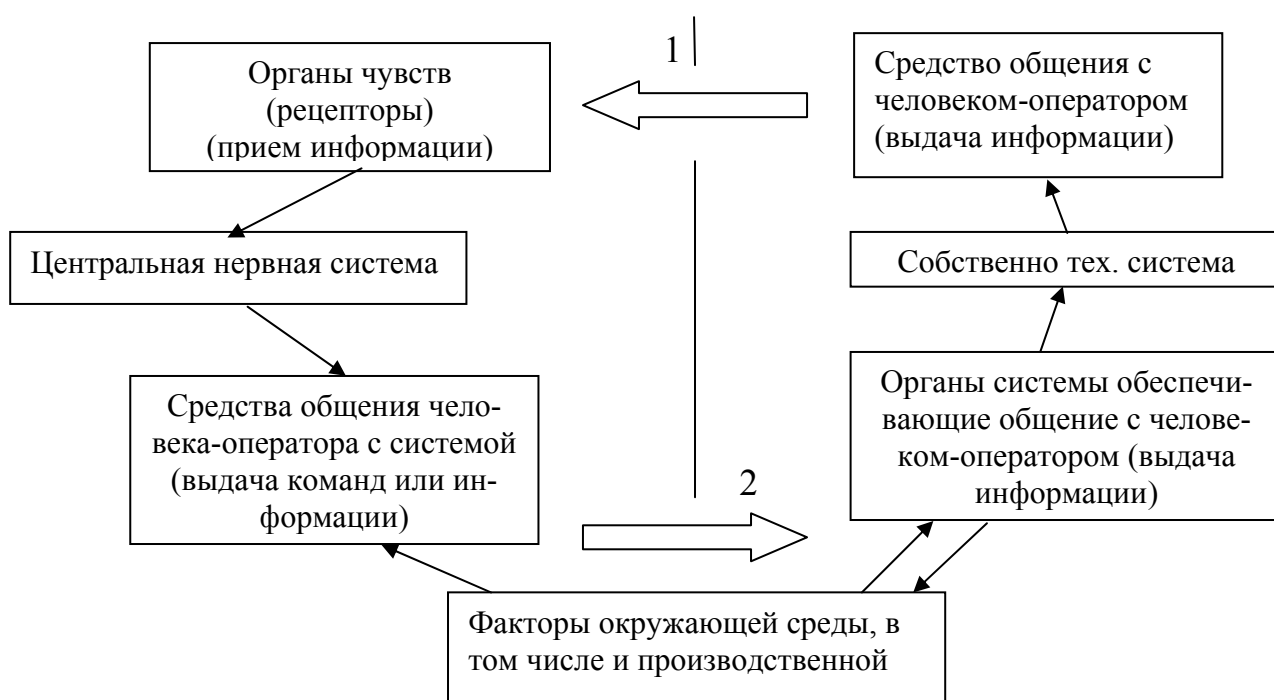 1
Органы чувств
(рецепторы)
(прием информации)
Средство общения с
человеком-оператором
(выдача информации)
Центральная нервная система
Собственно тех. система
Средства общения чело-
века-оператора с системой
(выдача команд или ин-
формации)
Органы системы обеспечи-
вающие общение с челове-
ком-оператором (выдача
информации)
2
Факторы окружающей среды, в
том числе и производственной